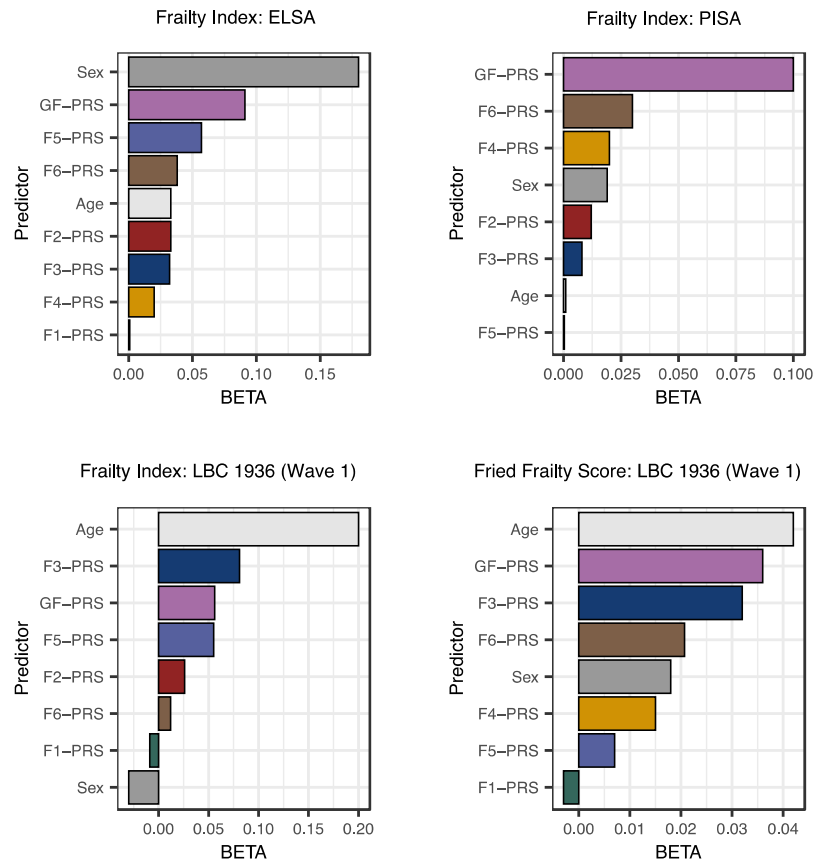 Frailty Index: ELSA
Predictor
Sex
GF-PRS
F5-PRS
F6-PRS
Age
F2-PRS
F3-PRS
F4-PRS
F1-PRS
0.00 0.05 0.10 0.15
BETA
Frailty Index: PISA
Predictor
GF-PRS
F6-PRS
F4-PRS
Sex
F2-PRS
F3-PRS
Age
F5-PRS
0.000 0.025 0.050 0.075 0.100
BETA
Frailty Index: LBC 1936 (Wave 1)
Predictor
Age
F3-PRS
GF-PRS
F5-PRS
F2-PRS
F6-PRS
F1-PRS
Sex
0.00 0.05 0.10 0.15 0.20
BETA
Fried Frailty Score: LBC 1936 (Wave 1)
Predictor
Age
GF-PRS
F3-PRS
F6-PRS
Sex
F4-PRS
F5-PRS
F1-PRS
0.00 0.01 0.02 0.03 0.04
BETA